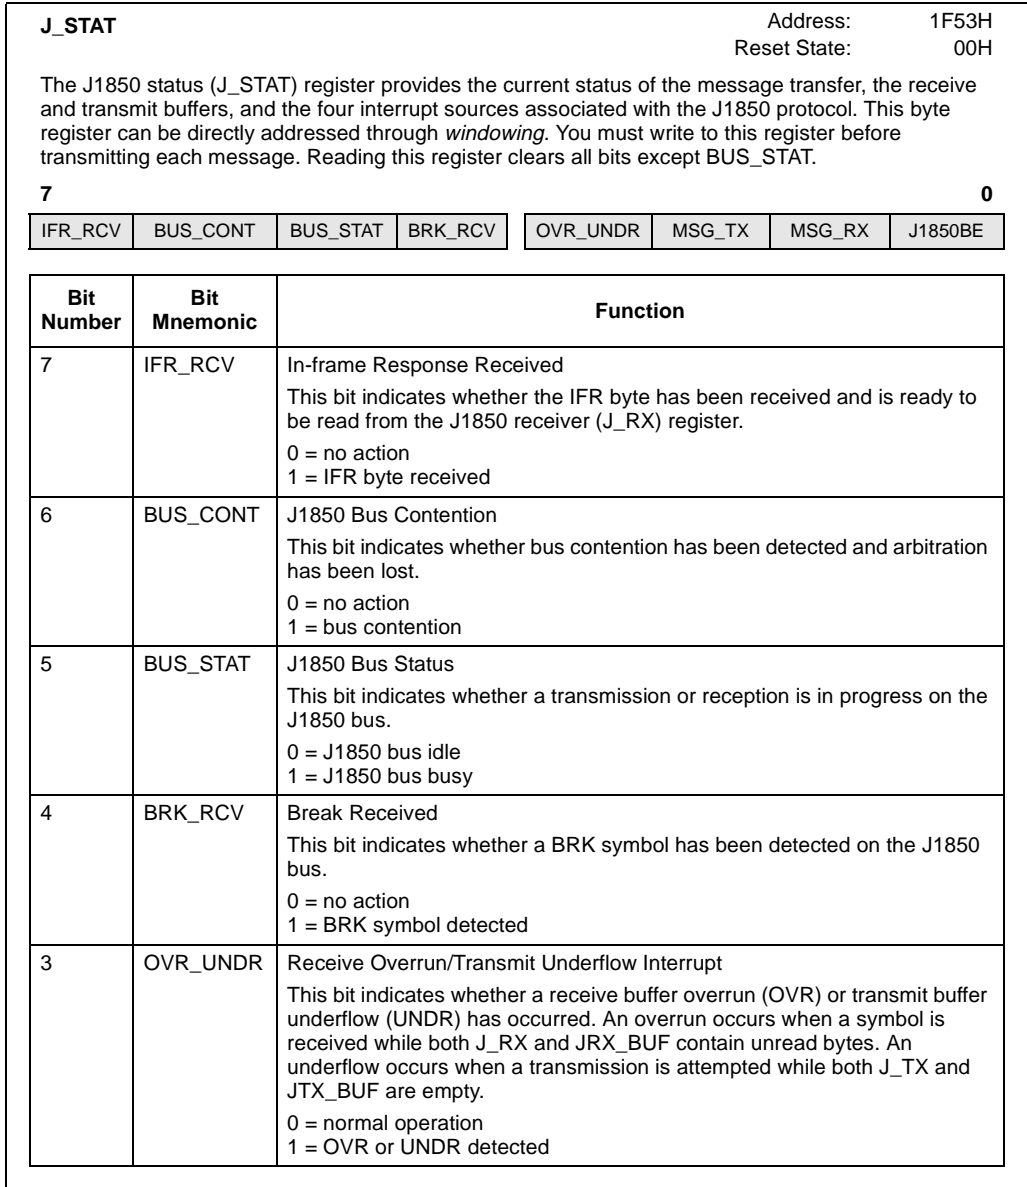 J_STAT Address: 1F53H
Reset State: 00H
The J1850 status (J_STAT) register provides the current status of the message transfer, the receive
and transmit buffers, and the four interrupt sources associated with the J1850 protocol. This byte
register can be directly addressed through windowing. You must write to this register before
transmitting each message. Reading this register clears all bits except BUS_STAT.
7 0
IFR_RCV BUS_CONT BUS_STAT BRK_RCV OVR_UNDR MSG_TX MSG_RX J1850BE
Bit Number Bit Mnemonic Function
7 IFR_RCV In-frame Response Received
This bit indicates whether the IFR byte has been received and is ready to
be read from the J1850 receiver (J_RX) register.
0 = no action
1 = IFR byte received
6 BUS_CONT J1850 Bus Contention
This bit indicates whether bus contention has been detected and arbitration
has been lost.
0 = no action
1 = bus contention
5 BUS_STAT J1850 Bus Status
This bit indicates whether a transmission or reception is in progress on the
J1850 bus.
0 = J1850 bus idle
1 = J1850 bus busy
4 BRK_RCV Break Received
This bit indicates whether a BRK symbol has been detected on the J1850
bus.
0 = no action
1 = BRK symbol detected
3 OVR_UNDR Receive Overrun/Transmit Underflow Interrupt
This bit indicates whether a receive buffer overrun (OVR) or transmit buffer
underflow (UNDR) has occurred. An overrun occurs when a symbol is
received while both J_RX and JRX_BUF contain unread bytes. An
underflow occurs when a transmission is attempted while both J_TX and
JTX_BUF are empty.
0 = normal operation
1 = OVR or UNDR detected